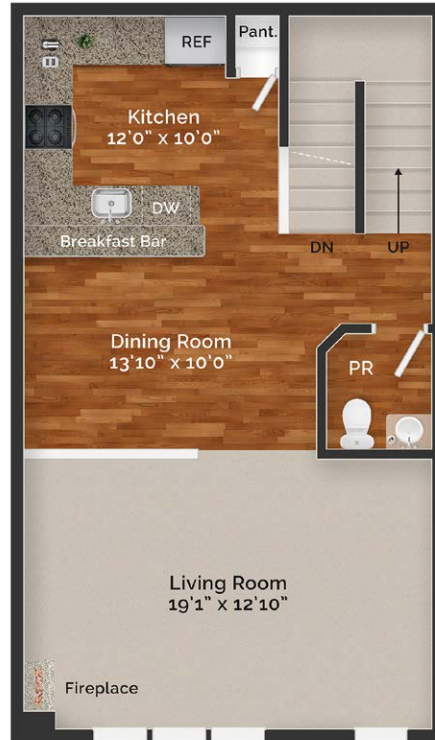 REF
Pant.
Kitchen
12'0" x 10'0"
DW
Breakfast Bar
DN
UP
Dining Room
13'10" x 10'0"
PR
Living Room
19'1" x 12'10"
Fireplace